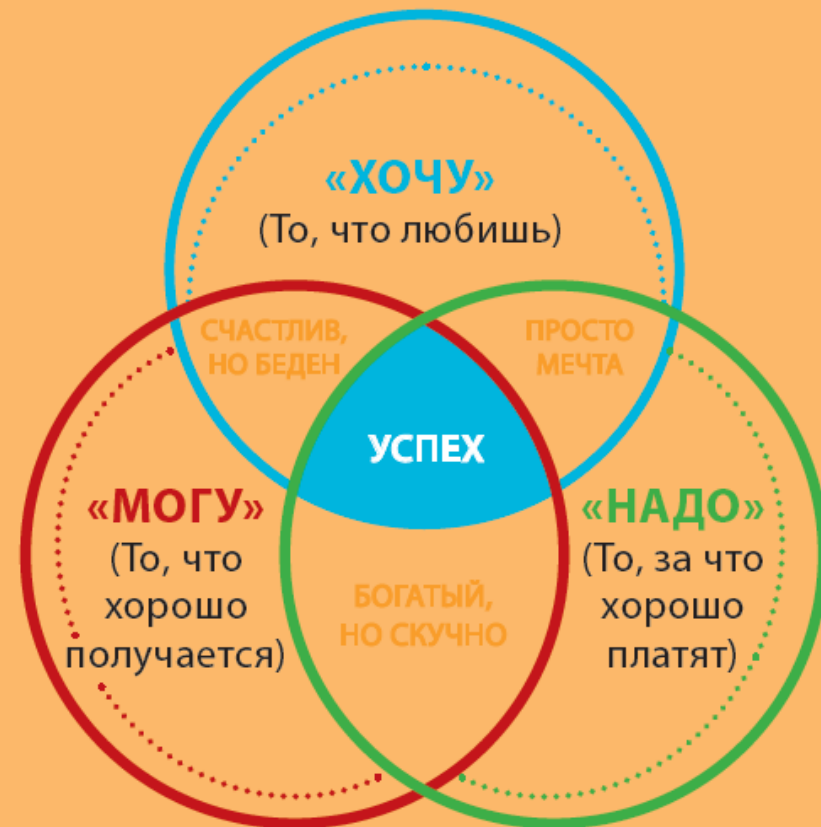 «ХОЧУ»
(То, что любишь)
СЧАСТЛИВ,
НО БЕДЕН
ПРОСТО
МЕЧТА
УСПЕХ
«МОГУ»
(То, что
хорошо
получается)
«НАДО»
(То, за что
хорошо
платят)
БОГАТЫЙ,
НО СКУЧНО